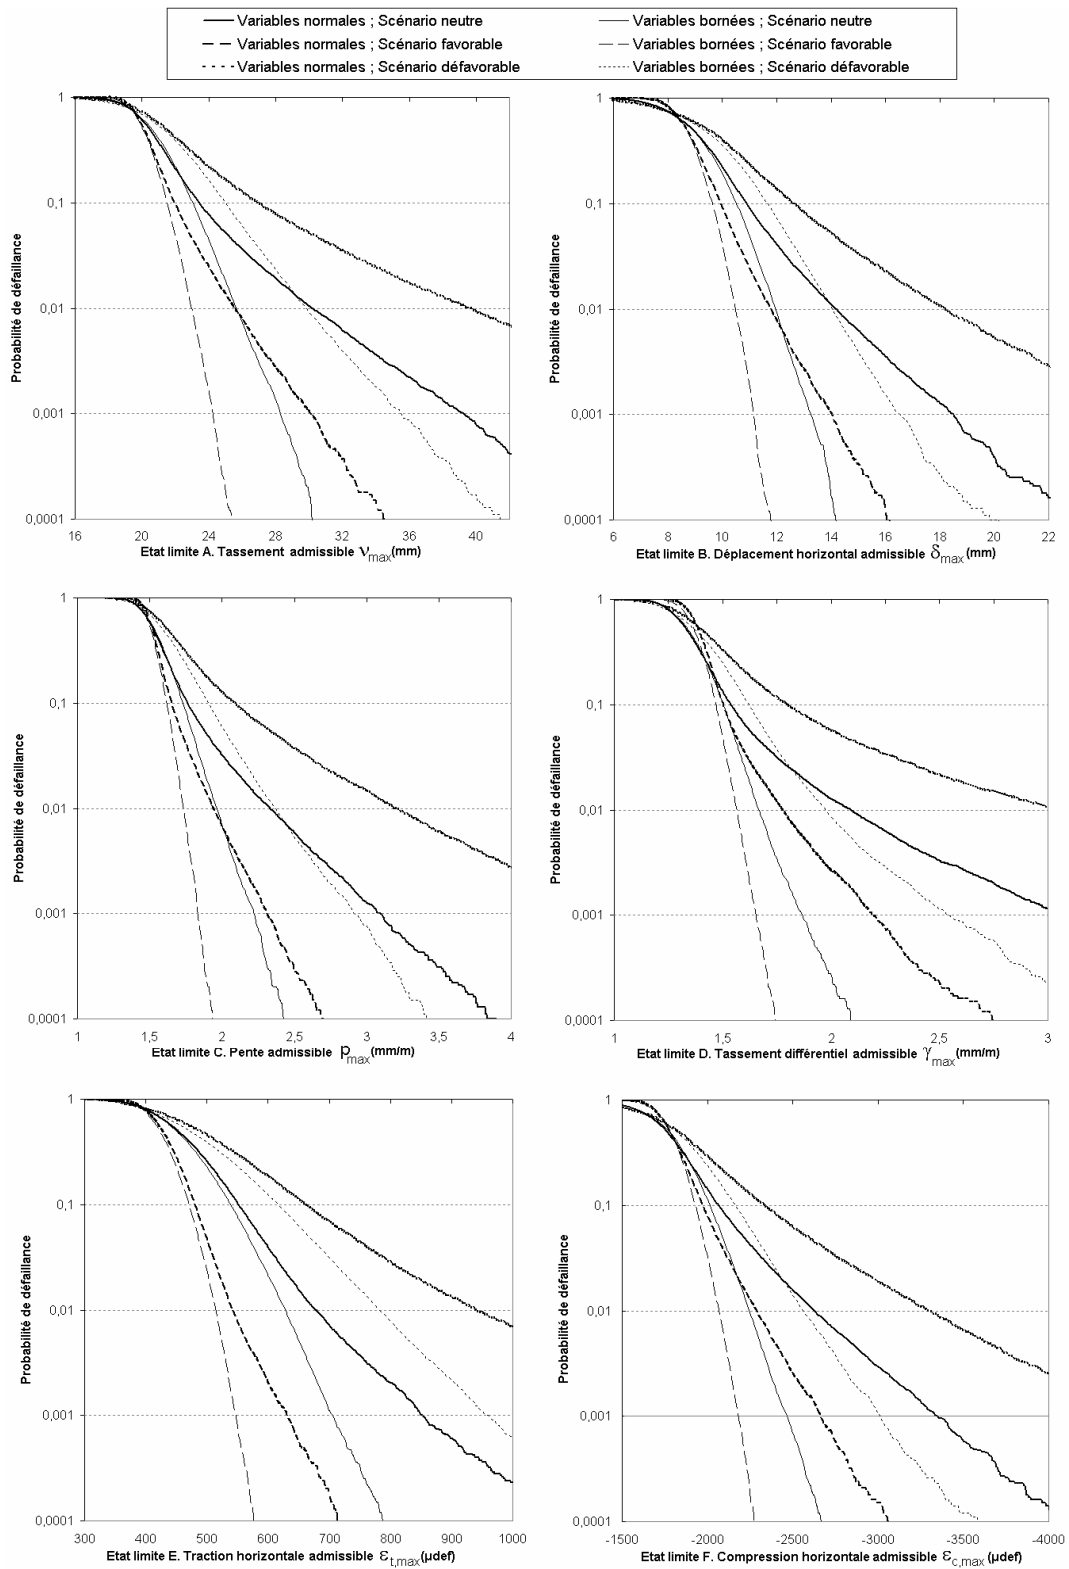 Variables normales ; Scénario neutre
Variables bornées ; Scénario neutre
Variables normales ; Scénario favorable
Variables bornées ; Scénario favorable
Variables normales ; Scénario défavorable
Variables bornées ; Scénario défavorable
Probabilité de défaillance
1
0,1
0,01
0,001
0,0001
16 20 24 28 32 36 40
Etat limite A. Tassement admissible νmax(mm)
Probabilité de défaillance
1
0,1
0,01
0,001
0,0001
6 8 10 12 14 16 18 20 22
Etat limite B. Déplacement horizontal admissible δmax (mm)
Probabilité de défaillance
1
0,1
0,01
0,001
0,0001
1 1,5 2 2,5 3 3,5 4
Etat limite C. Pente admissible pmax(mm/m)
Probabilité de défaillance
1
0,1
0,01
0,001
0,0001
1 1,5 2 2,5 3
Etat limite D. Tassement différentiel admissible γmax(mm/m)
Probabilité de défaillance
1
0,1
0,01
0,001
0,0001
300 400 500 600 700 800 900 1000
Etat limite E. Traction horizontale admissible εt,max(µdef)
Probabilité de défaillance
1
0,1
0,01
0,001
0,0001
-1500 -2000 -2500 -3000 -3500 -4000
Etat limite F. Compression horizontale admissible εc,max (µdef)